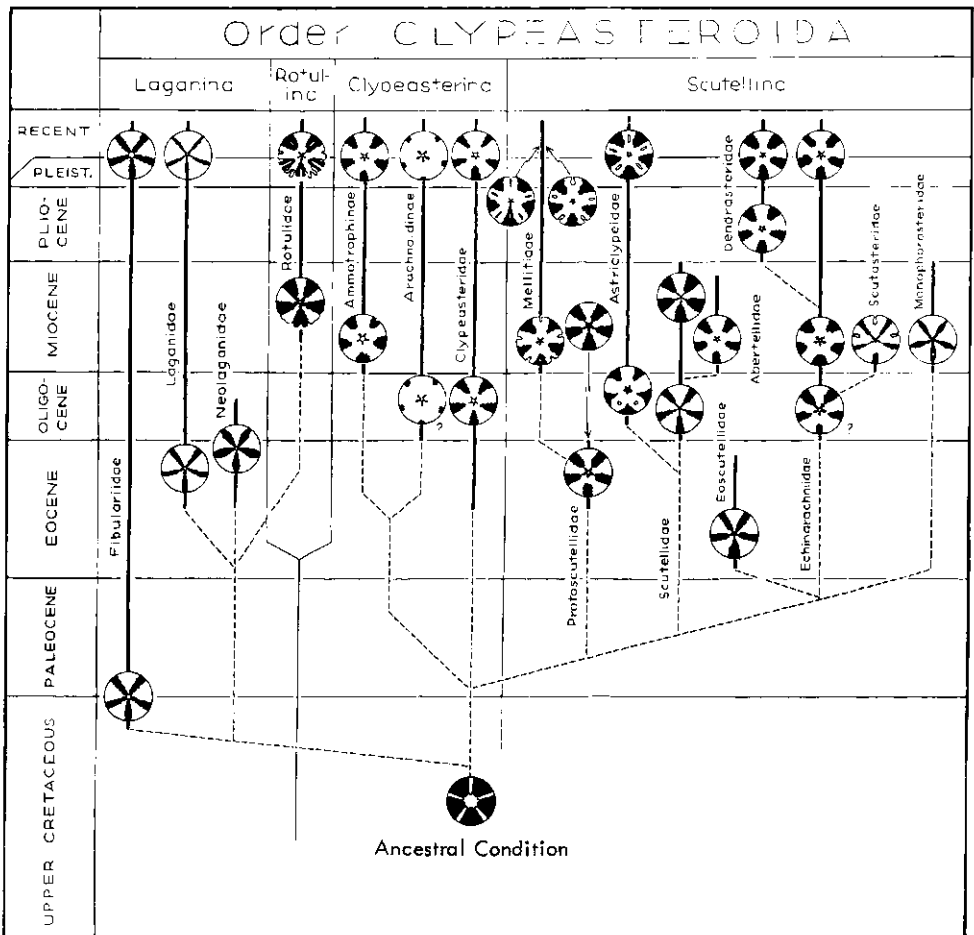 Order CLYPEASTEROIDA
Laganina
Rotul-
ina
Clypeasterina
Scutellina
RECENT
PLEIST.
PLIO-
CENE
MIOCENE
OLIGO-
CENE
EOCENE
PALEOCENE
UPPER CRETACEOUS
Fibulariidae
Laganidae
Neolaganidae
Rotulidae
Ammotrophinae
Arachnoidinae
Clypeasteridae
Mellitidae
Protoscutellidae
Astriclypeidae
Scutellidae
Abertellidae
Eoscutellidae
Dendrasteridae
Echinarachniidae
Scutasteridae
Monophorasteridae
?
?
Ancestral Condition